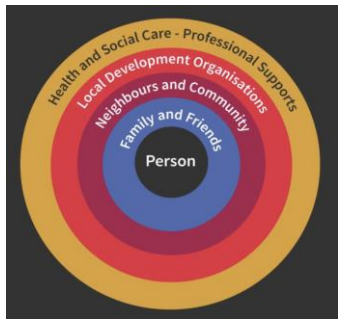 Health and Social Care - Professional Supports
Local Development Organisations
Neighbours and Community
Family and Friends
Person